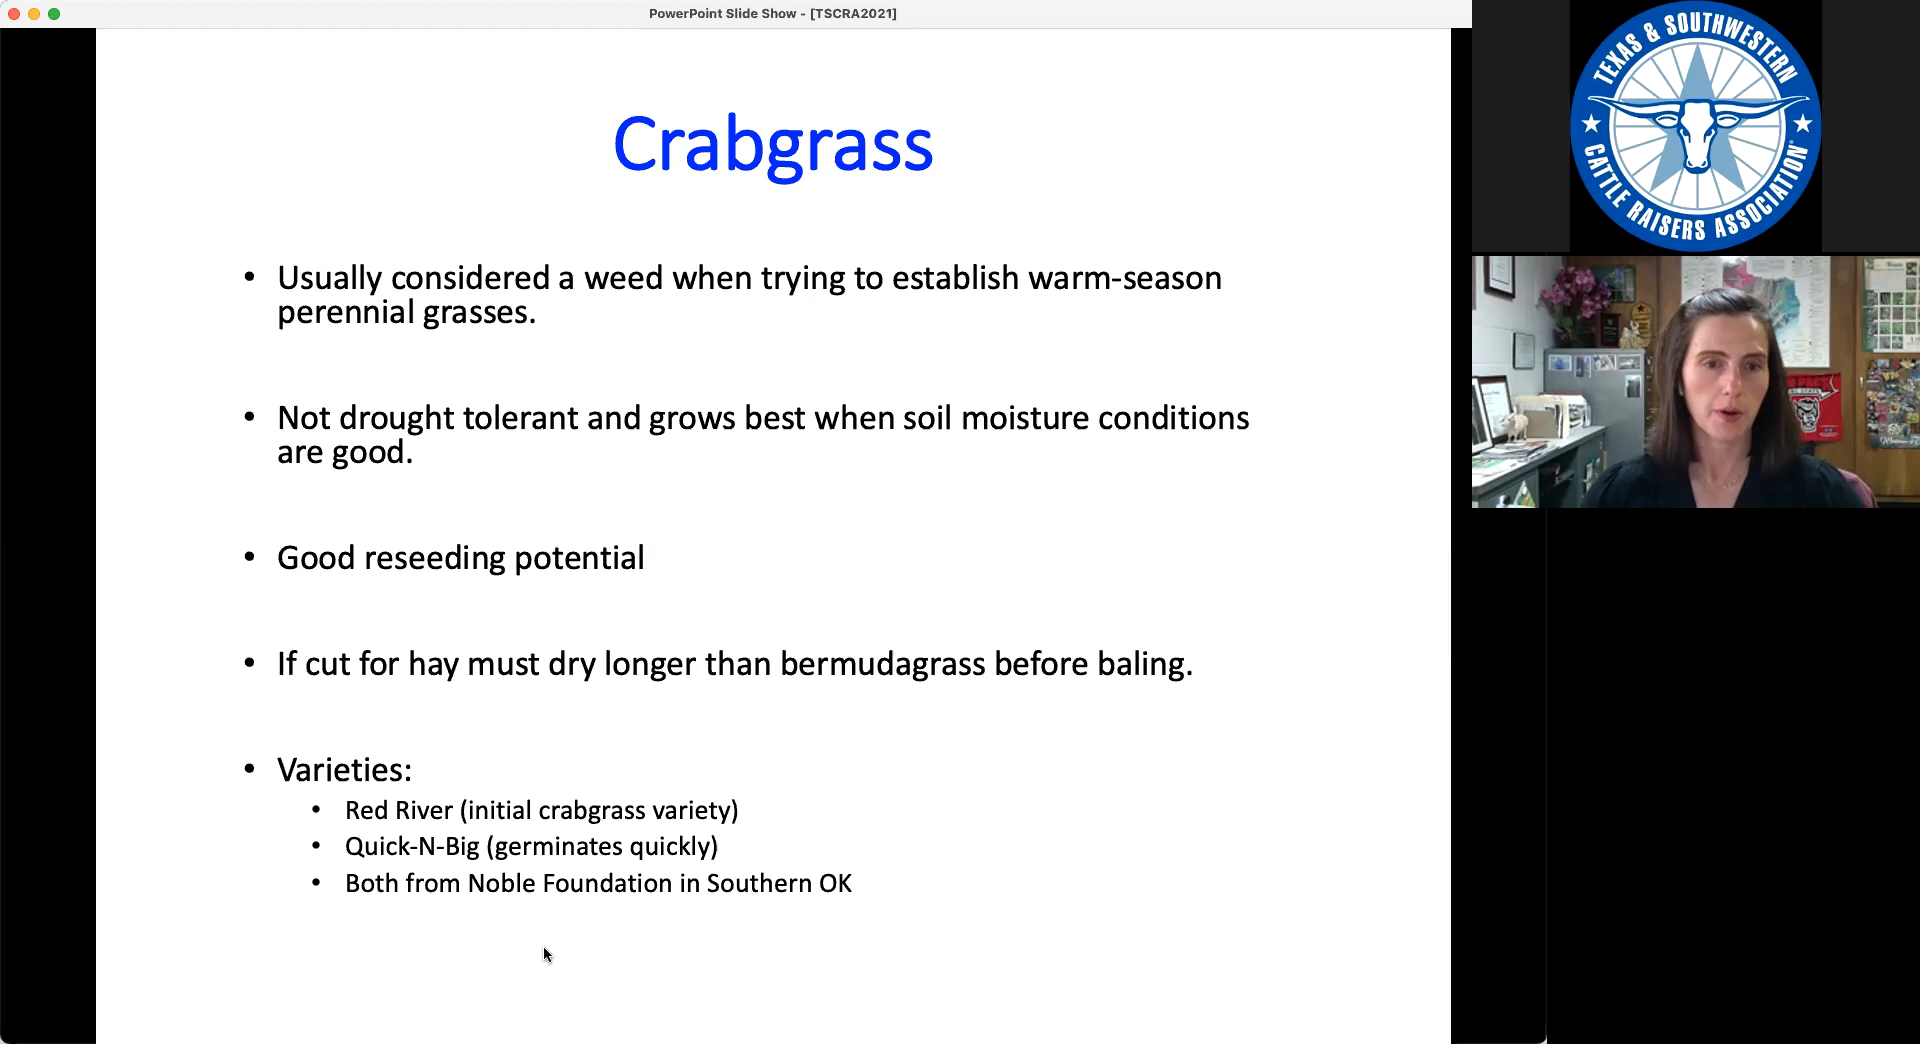 PowerPoint Slide Show - [TSCRA2021]
Crabgrass
• Usually considered a weed when trying to establish warm-season
perennial grasses.
• Not drought tolerant and grows best when soil moisture conditions
are good.
• Good reseeding potential
• If cut for hay must dry longer than bermudagrass before baling.
• Varieties:
• Red River (initial crabgrass variety)
• Quick-N-Big (germinates quickly)
• Both from Noble Foundation in Southern OK
TEXAS & SOUTHWESTERN
CATTLE RAISERS ASSOCIATION